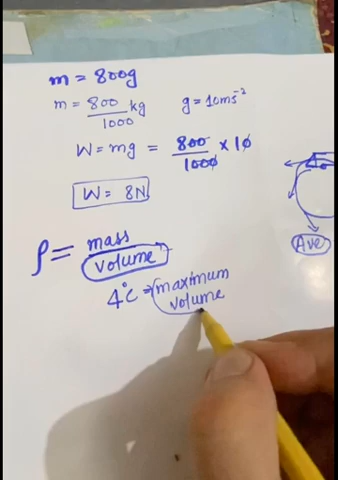 m = 800g
m = 800/1000 kg g = 10ms⁻²
W = mg = 800/1000 × 10
W = 8N
ρ = mass/volume
Ave
4°C → maximum
volume